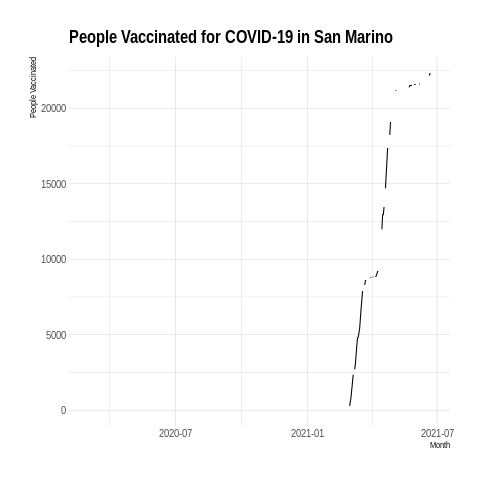 People Vaccinated for COVID-19 in San Marino
People Vaccinated
20000
15000
10000
5000
0
2020-07
2021-01
2021-07
Month